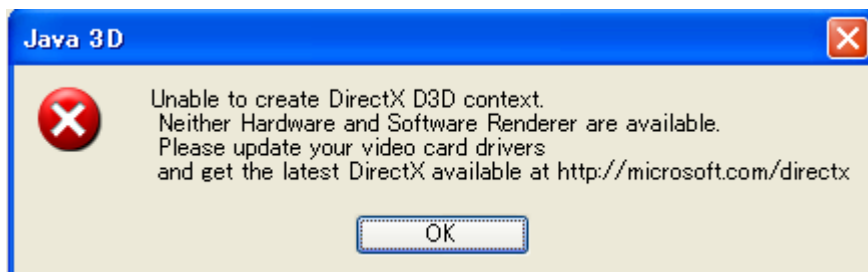 Java 3D
Unable to create DirectX D3D context.
Neither Hardware and Software Renderer are available.
Please update your video card drivers
and get the latest DirectX available at http://microsoft.com/directx
OK